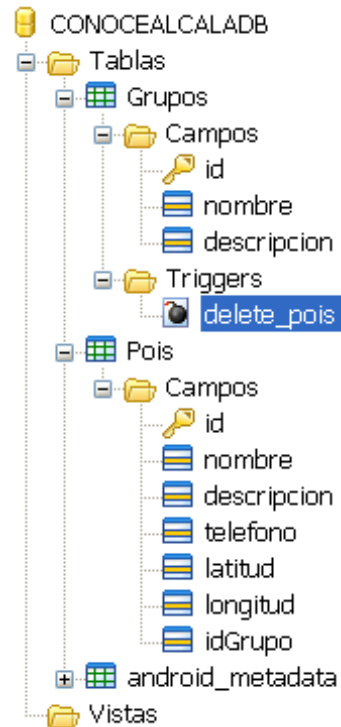 CONOCEALCALADB
Tablas
Grupos
Campos
id
nombre
descripcion
Triggers
delete_pois
Pois
Campos
id
nombre
descripcion
telefono
latitud
longitud
idGrupo
android_metadata
Vistas